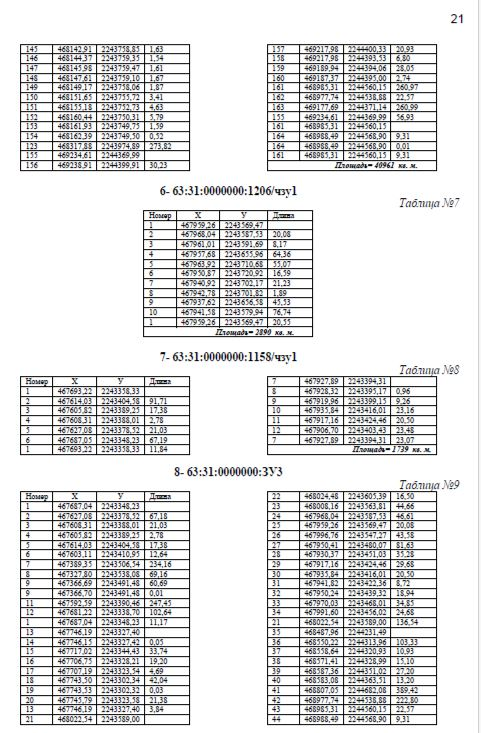 21
145 468142,91 2243758,85 1,63
146 468144,37 2243759,35 1,54
147 468145,98 2243759,47 1,61
148 468147,61 2243759,10 1,67
149 468149,17 2243758,06 1,87
150 468151,65 2243755,72 3,41
151 468155,18 2243752,73 4,63
152 468160,44 2243750,31 5,79
153 468161,93 2243749,75 1,59
154 468162,39 2243749,50 0,52
123 468317,88 2243974,89 273,82
155 469234,61 2244369,99
156 469238,91 2244399,91 30,23
157 469217,98 2244400,33 20,93
158 469217,98 2244393,53 6,80
159 469189,94 2244394,06 28,05
160 469187,37 2244395,00 2,74
161 468985,31 2244560,15 260,97
162 468977,74 2244538,88 22,57
163 469177,69 2244371,14 260,99
155 469234,61 2244369,99 56,93
161 468985,31 2244560,15
164 468988,49 2244568,90 9,31
164 468988,49 2244568,90 0,01
161 468985,31 2244560,15 9,31
Площадь= 40961 кв. м.
6- 63:31:0000000:1206/чзу1
Таблица №7
Номер X У Длина
1 467959,26 2243569,47
2 467968,04 2243587,53 20,08
3 467961,01 2243591,69 8,17
4 467957,68 2243655,96 64,36
5 467963,92 2243710,68 55,07
6 467950,87 2243720,92 16,59
7 467940,92 2243702,17 21,23
8 467942,78 2243701,82 1,89
9 467937,62 2243656,58 45,53
10 467941,58 2243579,94 76,74
1 467959,26 2243569,47 20,55
Площадь= 2890 кв. м.
7- 63:31:0000000:1158/чзу1
Таблица №8
Номер X У Длина
1 467693,22 2243358,33
2 467614,03 2243404,58 91,71
3 467605,82 2243389,25 17,38
4 467608,31 2243388,01 2,78
5 467627,08 2243378,52 21,03
6 467687,05 2243348,23 67,19
1 467693,22 2243358,33 11,84
7 467927,89 2243394,31
8 467928,32 2243395,17 0,96
9 467919,96 2243399,15 9,26
10 467935,84 2243416,01 23,16
11 467917,16 2243424,46 20,50
12 467906,70 2243403,43 23,48
7 467927,89 2243394,31 23,07
Площадь= 1739 кв. м.
8- 63:31:0000000:ЗУ3
Таблица №9
Номер X У Длина
1 467687,04 2243348,23
2 467627,08 2243378,52 67,18
3 467608,31 2243388,01 21,03
4 467605,82 2243389,25 2,78
5 467614,03 2243404,58 17,38
6 467603,11 2243410,95 12,64
7 467389,35 2243506,54 234,16
8 467327,80 2243538,08 69,16
9 467366,69 2243491,48 60,69
9 467366,70 2243491,48 0,01
11 467592,59 2243390,46 247,45
12 467681,22 2243338,70 102,64
1 467687,04 2243348,23 11,17
13 467746,19 2243327,40
14 467746,15 2243327,42 0,05
15 467717,02 2243344,43 33,74
16 467706,75 2243328,21 19,20
17 467707,19 2243323,54 4,69
18 467743,50 2243302,34 42,04
19 467743,53 2243302,32 0,03
20 467745,79 2243323,58 21,38
13 467746,19 2243327,40 3,84
21 468022,54 2243589,00
22 468024,48 2243605,39 16,50
23 468008,16 2243563,81 44,66
24 467968,04 2243587,53 46,61
25 467959,26 2243569,47 20,08
26 467996,76 2243547,27 43,58
27 467950,41 2243480,07 81,63
28 467930,37 2243451,03 35,28
29 467917,16 2243424,46 29,68
30 467935,84 2243416,01 20,50
31 467941,82 2243422,36 8,72
32 467950,24 2243439,32 18,94
33 467970,03 2243468,01 34,85
34 467991,60 2243456,02 24,68
21 468022,54 2243589,00 136,54
35 468487,96 2244231,49
36 468550,22 2244313,96 103,33
37 468558,64 2244320,93 10,93
38 468571,41 2244328,99 15,10
39 468587,36 2244351,02 27,20
40 468583,08 2244363,51 13,20
41 468807,05 2244682,08 389,42
42 468977,74 2244538,88 222,80
43 468985,31 2244560,15 22,57
44 468988,49 2244568,90 9,31